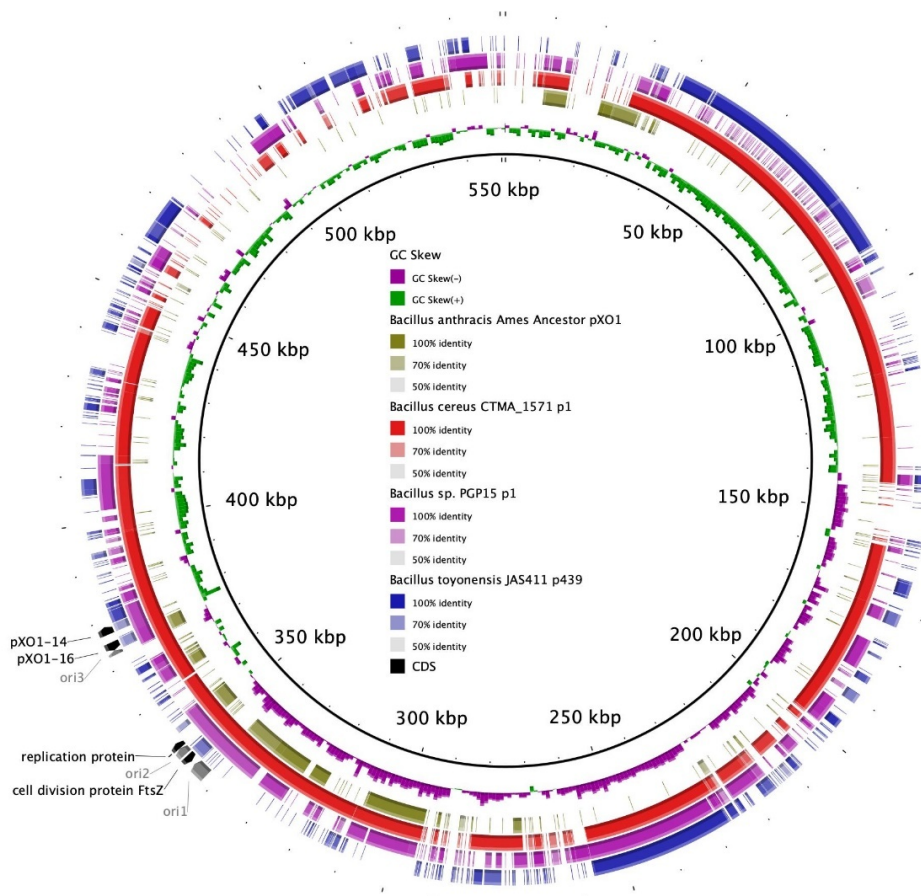 550 kbp
50 kbp
100 kbp
150 kbp
200 kbp
250 kbp
300 kbp
350 kbp
400 kbp
450 kbp
500 kbp
GC Skew
GC Skew(-)
GC Skew(+)
Bacillus anthracis Ames Ancestor pXO1
100% identity
70% identity
50% identity
Bacillus cereus CTMA_1571 p1
100% identity
70% identity
50% identity
Bacillus sp. PGP15 p1
100% identity
70% identity
50% identity
Bacillus toyonensis JAS411 p439
100% identity
70% identity
50% identity
CDS
pXO1-14
pXO1-16
ori3
replication protein
ori2
cell division protein FtsZ
ori1